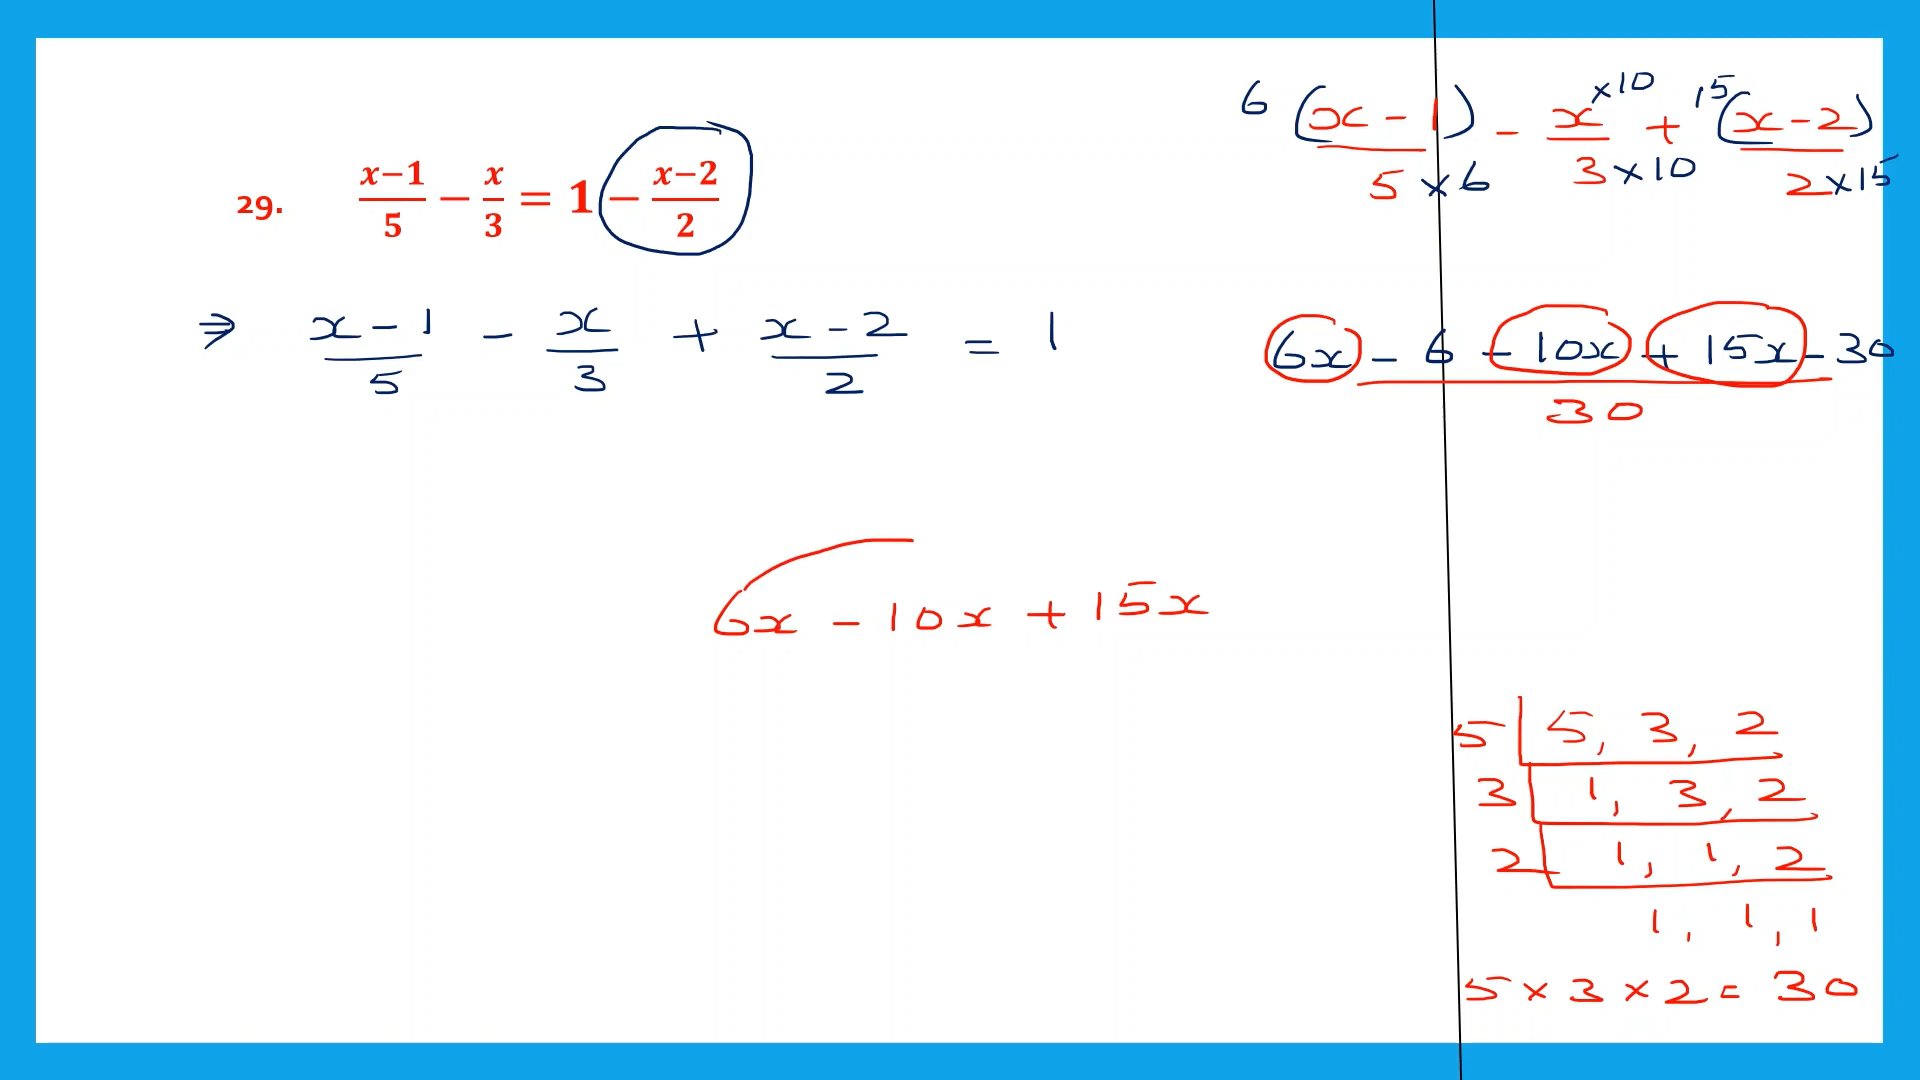 29. (x−1)/5 − x/3 = 1 − (x−2)/2
⇒ (x−1)/5 − x/3 + (x−2)/2 = 1
6x − 10x + 15x
6(x−1)/(5×6) − (x×10)/(3×10) + 15(x−2)/(2×15)
(6x − 6 − 10x + 15x − 30)/30
5 | 5, 3, 2
3 | 1, 3, 2
2 | 1, 1, 2
1, 1, 1
5 × 3 × 2 = 30